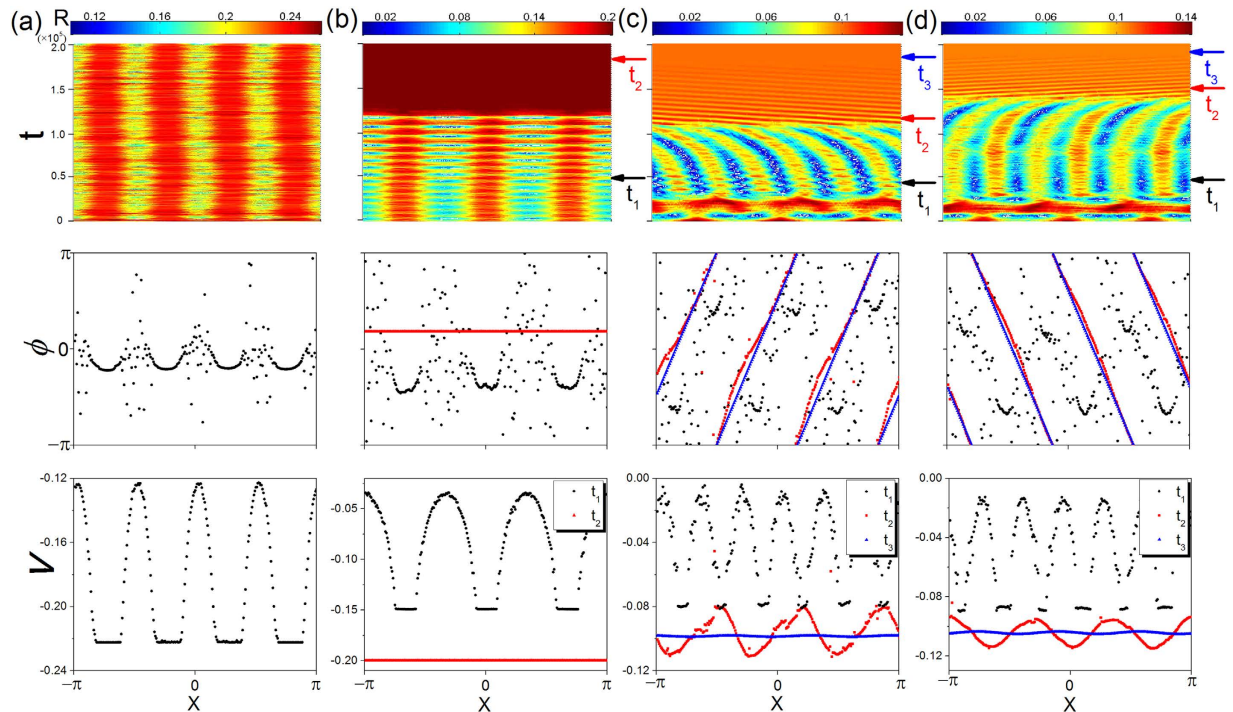 (a) R 0.12 0.16 0.2 0.24 (b) 0.02 0.08 0.14 0.2 (c) 0.02 0.06 0.1 (d) 0.02 0.06 0.1 0.14
(×10⁵)
2.0
1.5
1.0
0.5
0
t
t₂
t₁
t₃
t₂
t₁
t₃
t₂
t₁
π
0
−π
ϕ
-0.12
-0.16
-0.20
-0.24
V
-0.05
-0.10
-0.15
-0.20
t₁
t₂
0.00
-0.04
-0.08
-0.12
t₁
t₂
t₃
0.00
-0.04
-0.08
-0.12
t₁
t₂
t₃
−π 0 π −π 0 π −π 0 π −π 0 π
X X X X